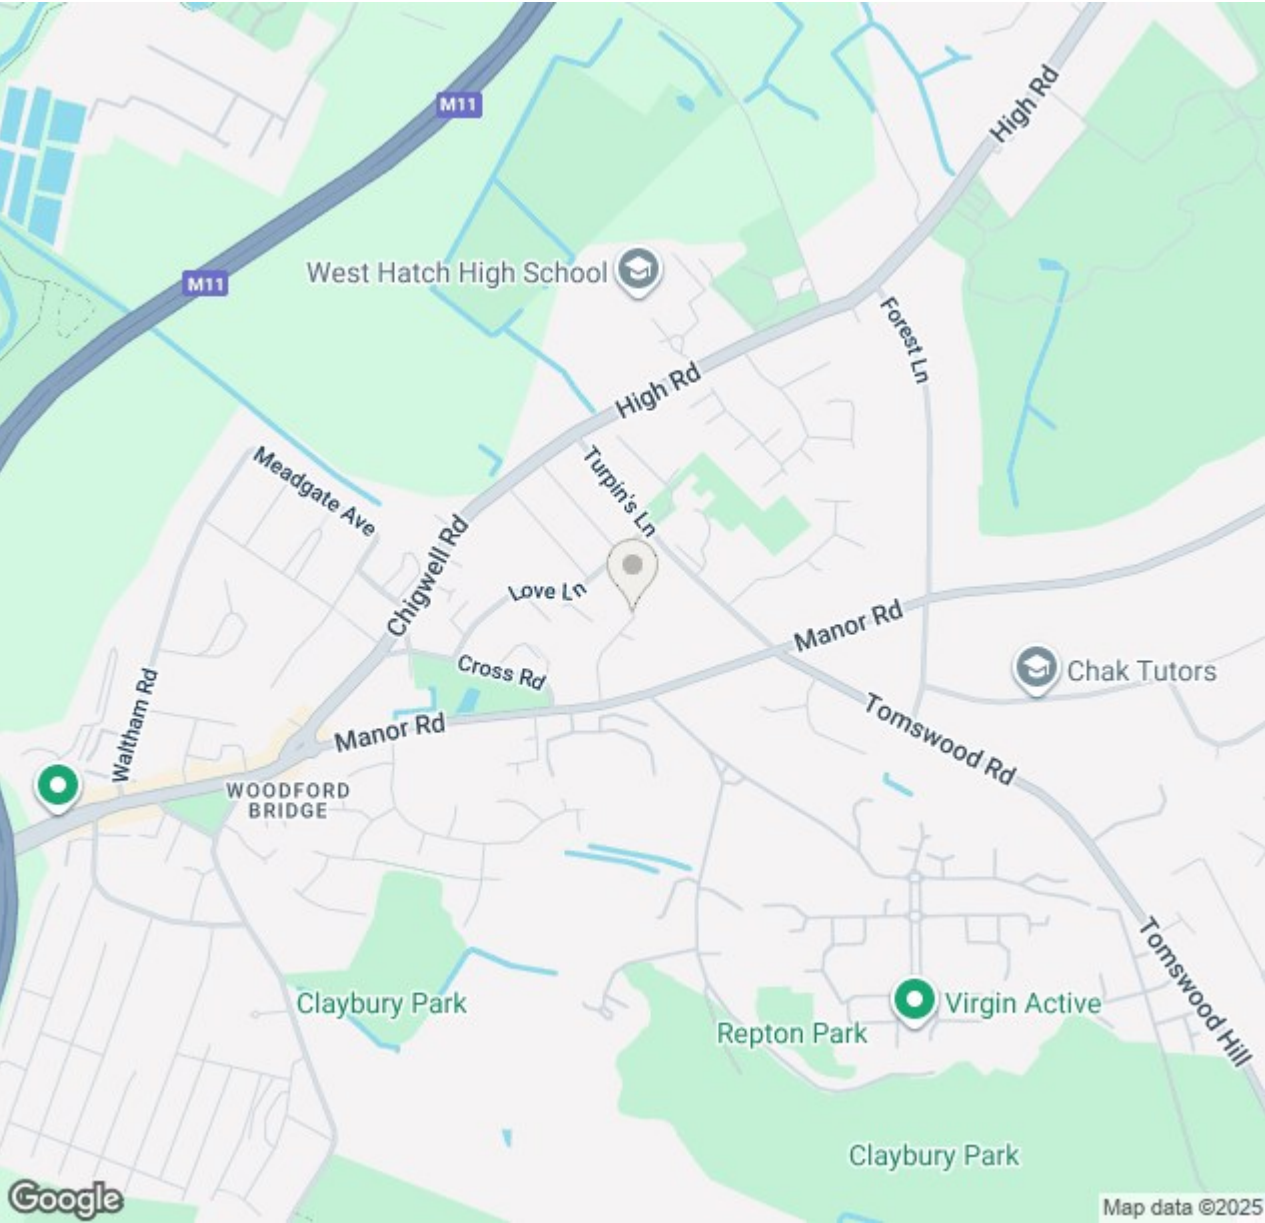 High Rd
M11
West Hatch High School
M11
Forest Ln
High Rd
Turpin's Ln
Meadgate Ave
Chigwell Rd
Love Ln
Manor Rd
Cross Rd
Chak Tutors
Waltham Rd
Tomswood Rd
Manor Rd
WOODFORD
BRIDGE
Tomswood Hill
Claybury Park
Virgin Active
Repton Park
Claybury Park
Google
Map data ©2025